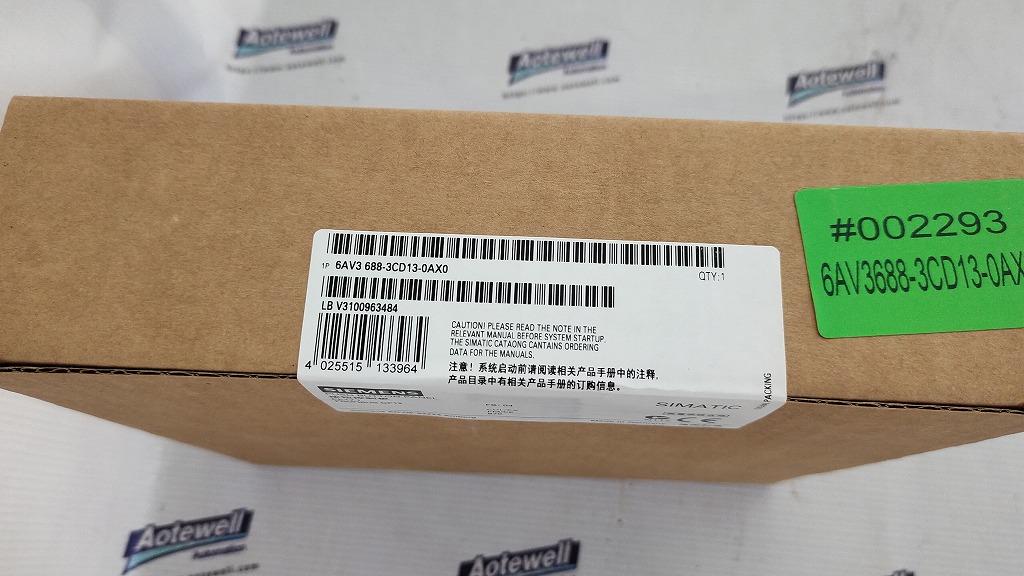 Aotewell
Automation
Aotewell
Automation
Aotewell
#002293
6AV3688-3CD13-0AX
1P 6AV3 688-3CD13-0AX0
QTY:1
LB V3100963484
CAUTION! PLEASE READ THE NOTE IN THE
RELEVANT MANUAL BEFORE SYSTEM STARTUP.
THE SIMATIC CATAONG CANTAINS ORDERING
DATA FOR THE MANUALS.
4 025515 133964
注意！系统启动前请阅读相关产品手册中的注释，
产品目录中有相关产品手册的订购信息。
SIEMENS
SIMATIC
PACKING
CE
Aotewell
Automation
Aotewell